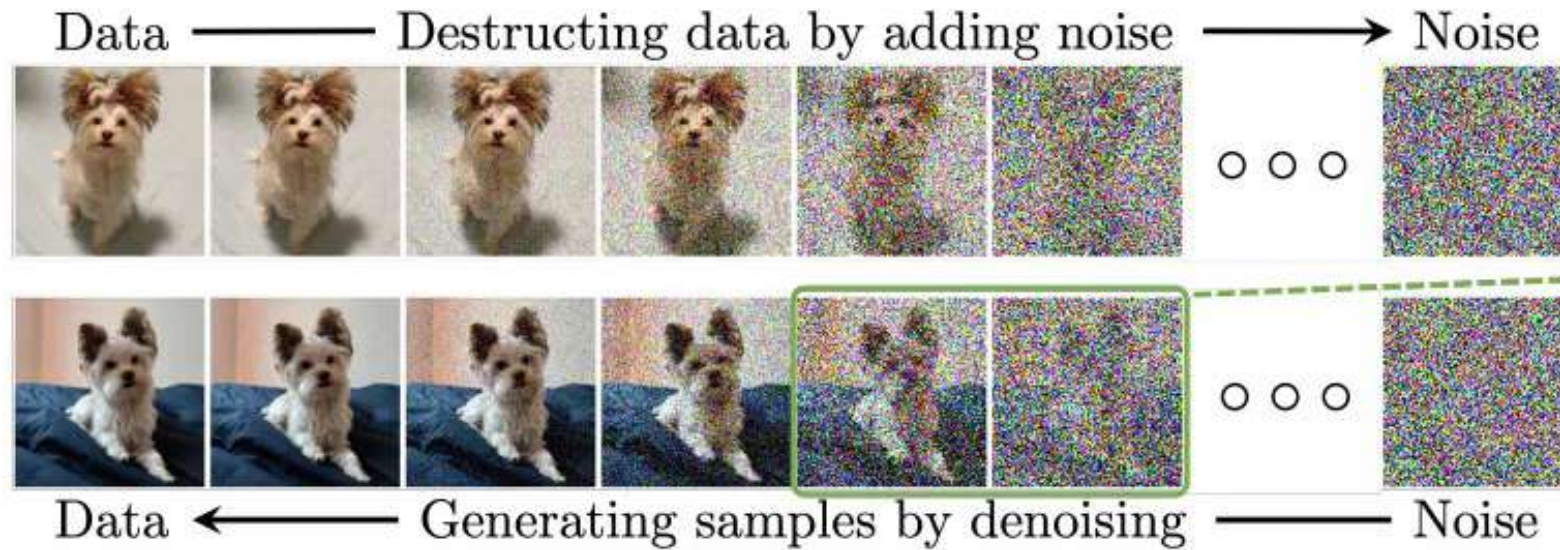 Data Destructing data by adding noise Noise
Data Generating samples by denoising Noise